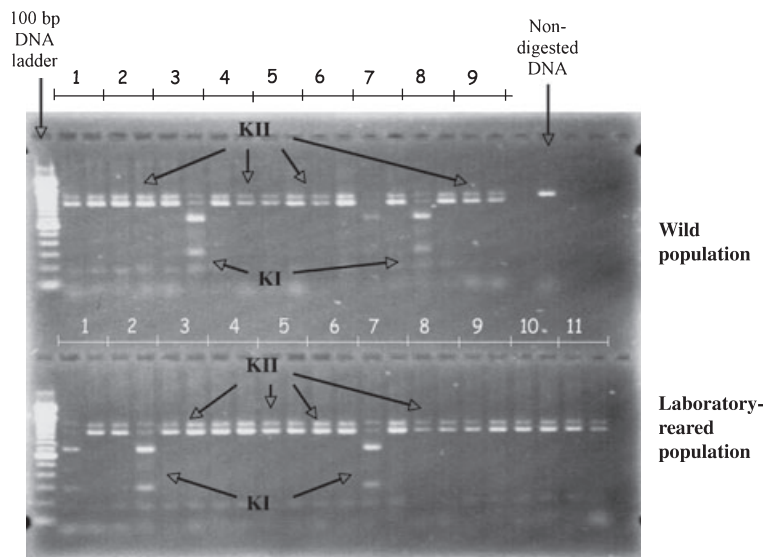 100 bp
DNA
ladder
Non-
digested
DNA
1 2 3 4 5 6 7 8 9
KII
KI
Wild
population
1 2 3 4 5 6 7 8 9 10 11
KII
KI
Laboratory-
reared
population